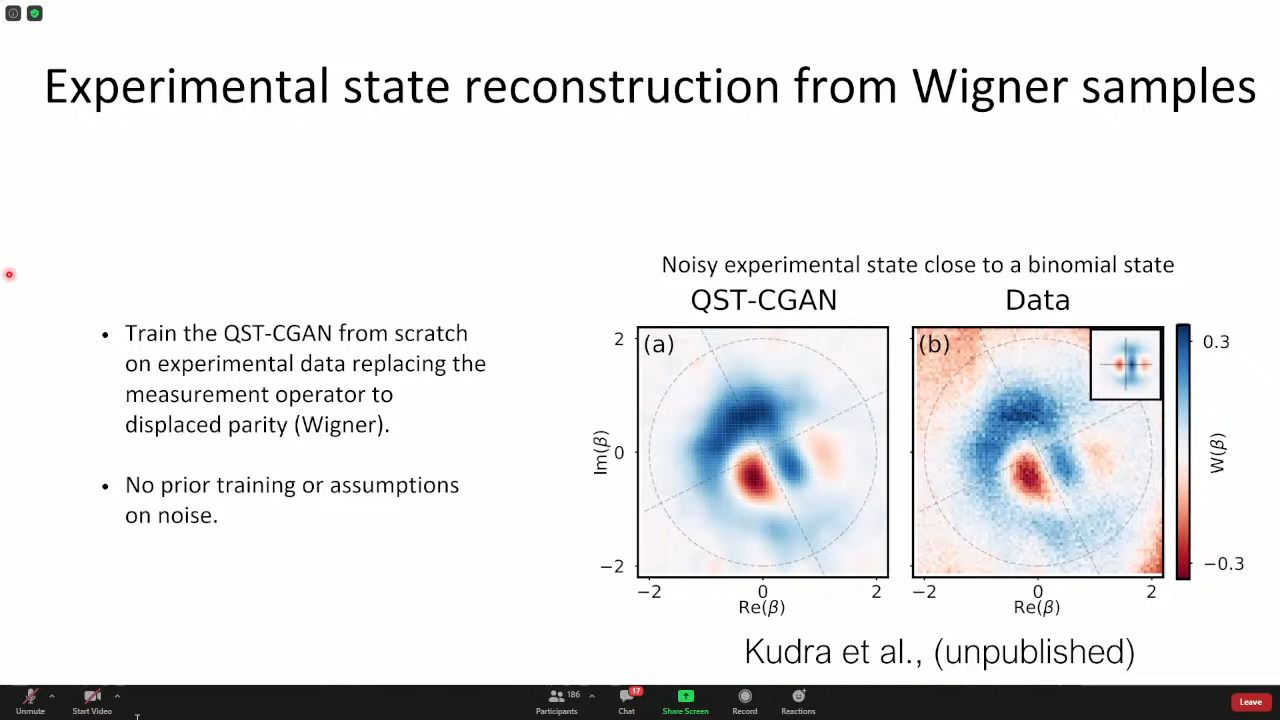 Experimental state reconstruction from Wigner samples
Noisy experimental state close to a binomial state
QST-CGAN
Data
• Train the QST-CGAN from scratch
on experimental data replacing the
measurement operator to
displaced parity (Wigner).
• No prior training or assumptions
on noise.
(a)
(b)
2
0
−2
Im(β)
−2
0
2
Re(β)
−2
0
2
Re(β)
0.3
W(β)
−0.3
Kudra et al., (unpublished)
Unmute
Start Video
186
Participants
17
Chat
Share Screen
Record
Reactions
Leave